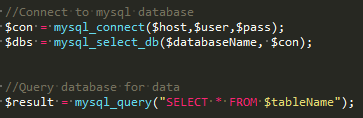 //Connect to mysql database
$con = mysql_connect($host,$user,$pass);
$dbs = mysql_select_db($databaseName, $con);
//Query database for data
$result = mysql_query("SELECT * FROM $tableName");